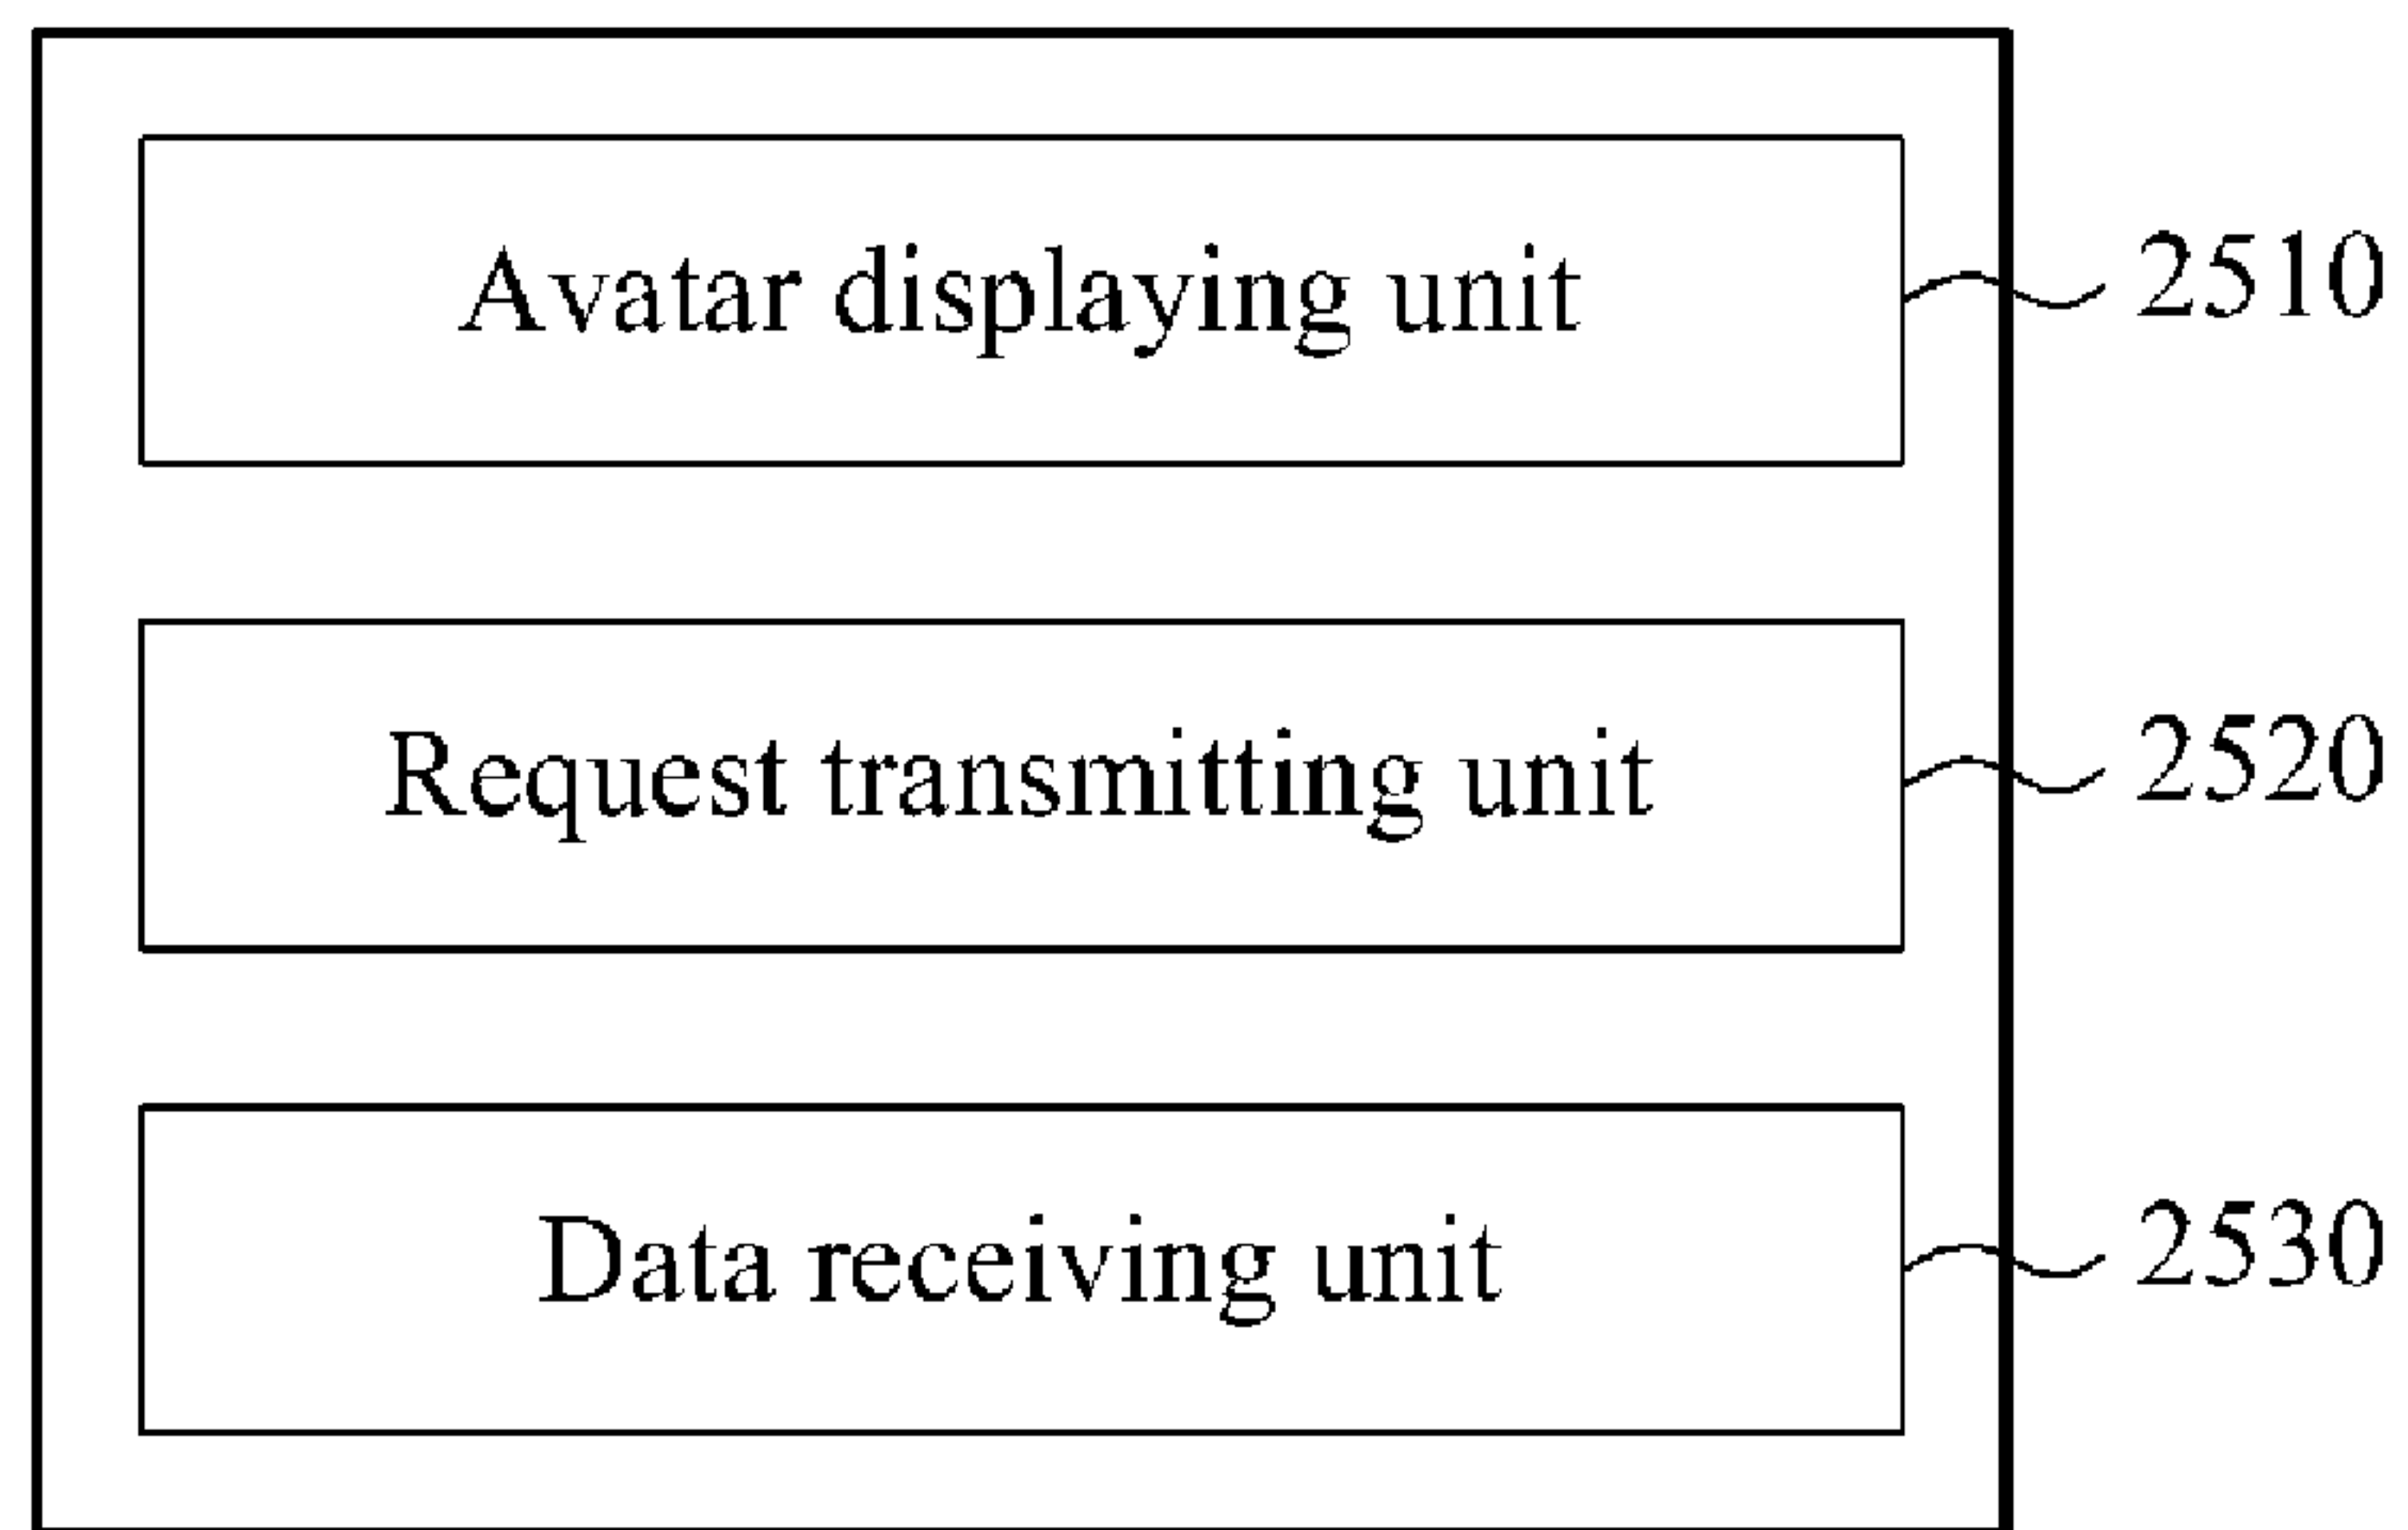 Avatar displaying unit 2510
Request transmitting unit 2520
Data receiving unit 2530